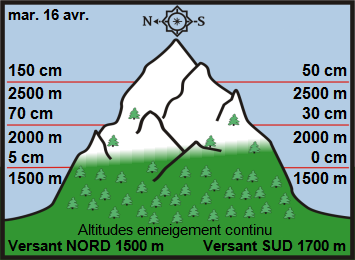 mar. 16 avr.
N S
150 cm 50 cm
2500 m 2500 m
70 cm 30 cm
2000 m 2000 m
5 cm 0 cm
1500 m 1500 m
Altitudes enneigement continu
Versant NORD 1500 m Versant SUD 1700 m